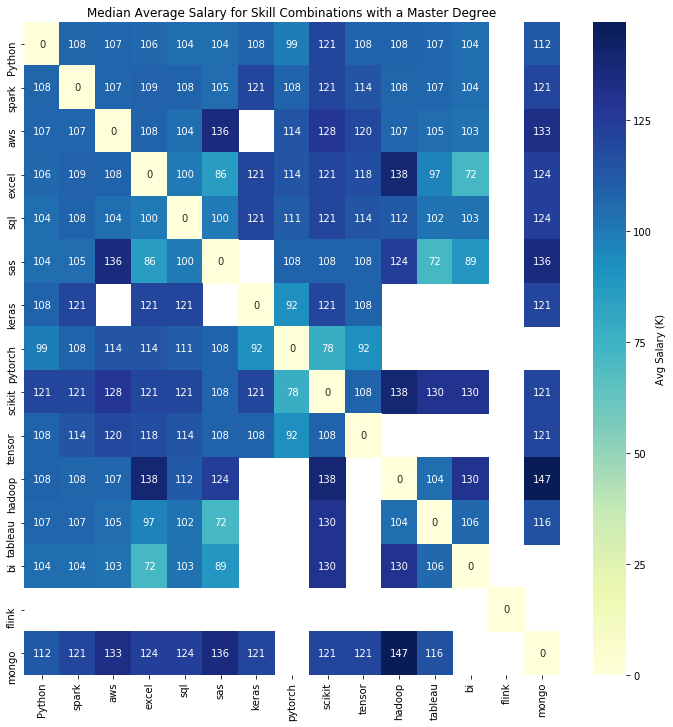 Median Average Salary for Skill Combinations with a Master Degree
Python 0 108 107 106 104 104 108 99 121 108 108 107 104 112
spark 108 0 107 109 108 105 121 108 121 114 108 107 104 121
aws 107 107 0 108 104 136 114 128 120 107 105 103 133
excel 106 109 108 0 100 86 121 114 121 118 138 97 72 124
sql 104 108 104 100 0 100 121 111 121 114 112 102 103 124
sas 104 105 136 86 100 0 108 108 108 124 72 89 136
keras 108 121 121 121 0 92 121 108 121
pytorch 99 108 114 114 111 108 92 0 78 92
scikit 121 121 128 121 121 108 121 78 0 108 138 130 130 121
tensor 108 114 120 118 114 108 108 92 108 0 121
hadoop 108 108 107 138 112 124 138 0 104 130 147
tableau 107 107 105 97 102 72 130 104 0 106 116
bi 104 104 103 72 103 89 130 130 106 0
flink 0
mongo 112 121 133 124 124 136 121 121 121 147 116 0
Python spark aws excel sql sas keras pytorch scikit tensor hadoop tableau bi flink mongo
125
100
75
50
25
0
Avg Salary (K)